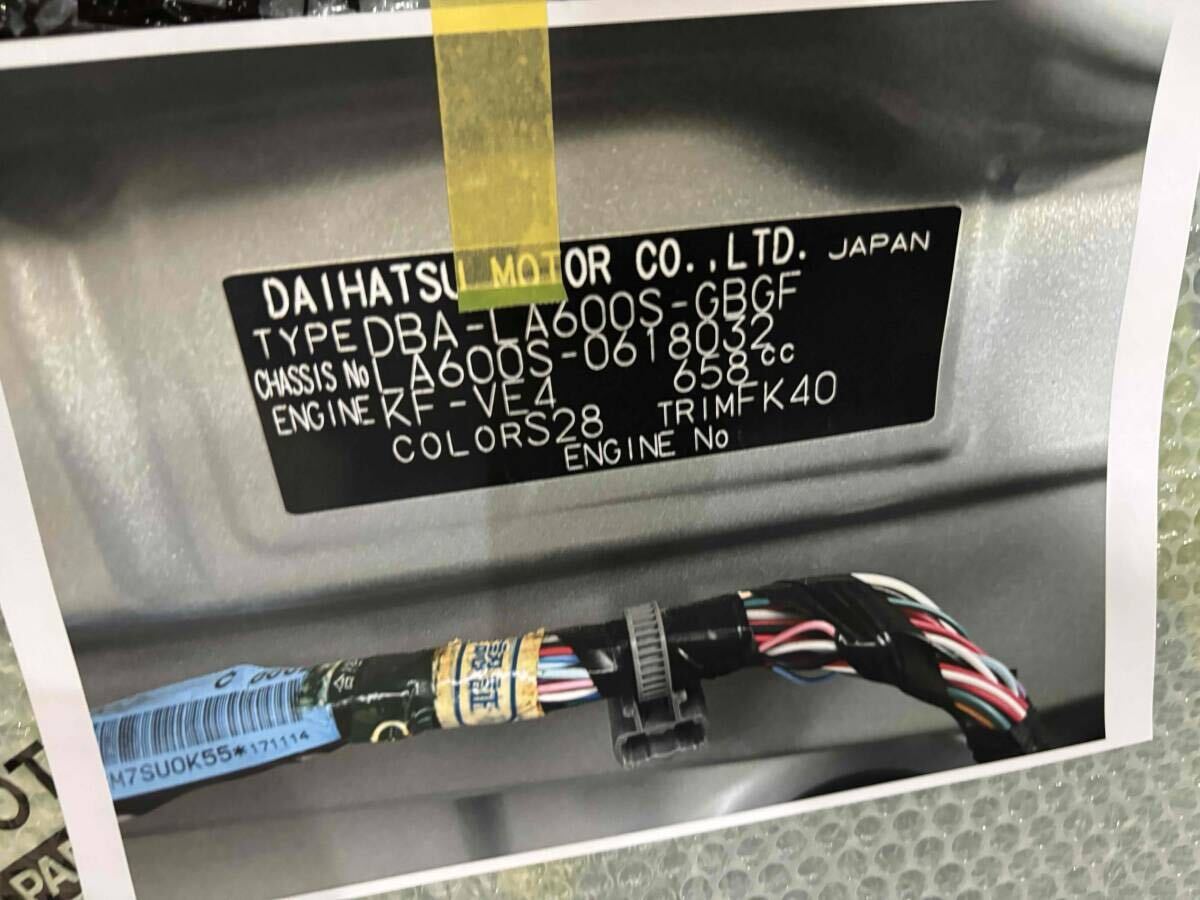 DAIHATSU MOTOR CO.,LTD. JAPAN
TYPE DBA-LA600S-GBGF
CHASSIS No LA600S-0618032
ENGINE KF-VE4 658cc
COLOR S28 TRIM FK40
ENGINE No
M7SU0K55*171114